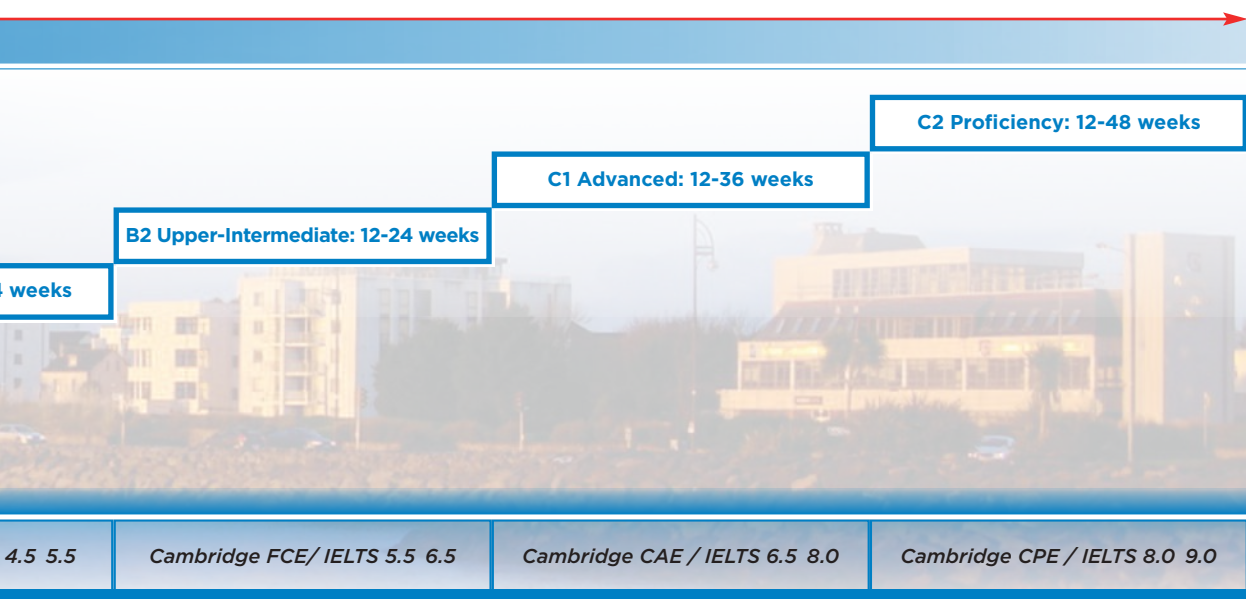 C2 Proficiency: 12-48 weeks
C1 Advanced: 12-36 weeks
B2 Upper-Intermediate: 12-24 weeks
weeks
4.5 5.5
Cambridge FCE/ IELTS 5.5 6.5
Cambridge CAE / IELTS 6.5 8.0
Cambridge CPE / IELTS 8.0 9.0